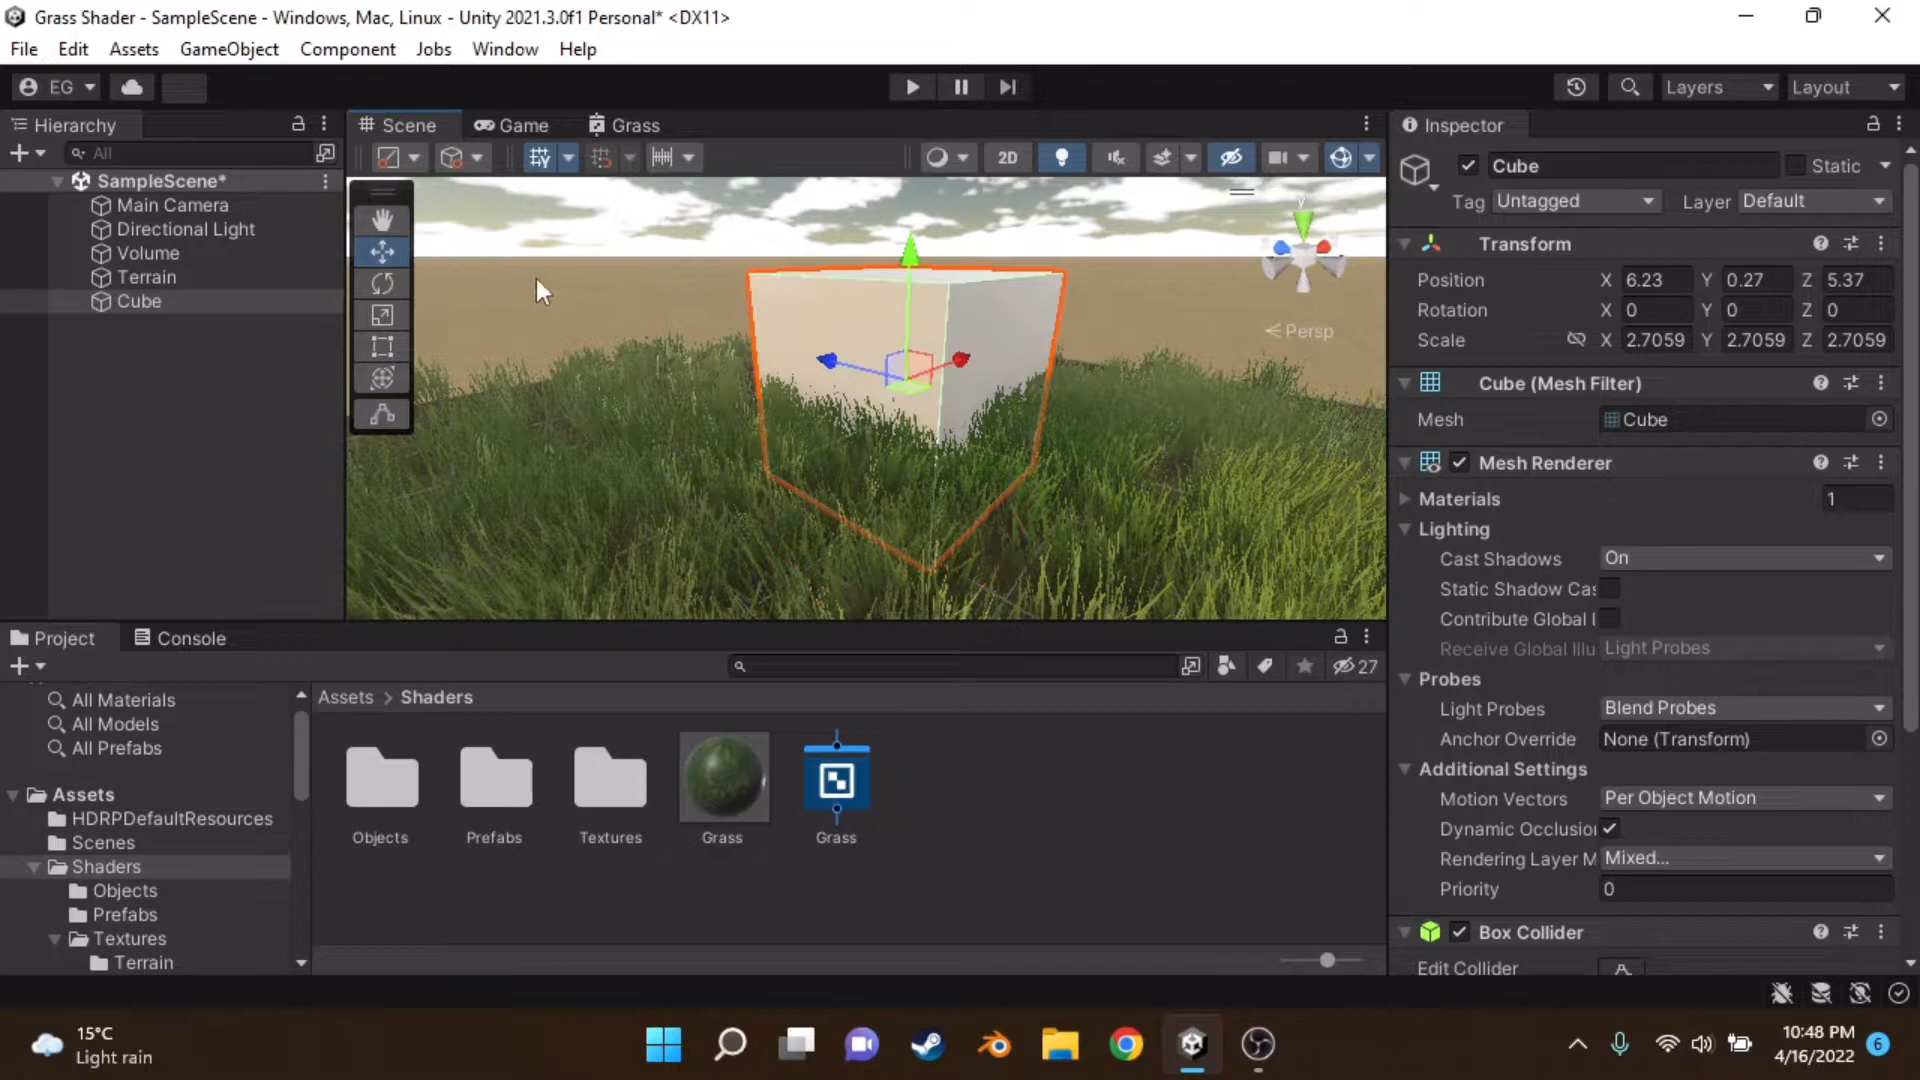 Grass Shader - SampleScene - Windows, Mac, Linux - Unity 2021.3.0f1 Personal* <DX11>
File Edit Assets GameObject Component Jobs Window Help
EG Layers Layout
Hierarchy
All
SampleScene*
Main Camera
Directional Light
Volume
Terrain
Cube
Scene Game Grass
2D
y
Persp
Inspector
Cube Static
Tag Untagged Layer Default
Transform
Position X 6.23 Y 0.27 Z 5.37
Rotation X 0 Y 0 Z 0
Scale X 2.7059 Y 2.7059 Z 2.7059
Cube (Mesh Filter)
Mesh Cube
Mesh Renderer
Materials 1
Lighting
Cast Shadows On
Static Shadow Cas
Contribute Global I
Receive Global Illu Light Probes
Probes
Light Probes Blend Probes
Anchor Override None (Transform)
Additional Settings
Motion Vectors Per Object Motion
Dynamic Occlusion
Rendering Layer M Mixed...
Priority 0
Box Collider
Edit Collider
Project Console
27
All Materials
All Models
All Prefabs
Assets
HDRPDefaultResources
Scenes
Shaders
Objects
Prefabs
Textures
Terrain
Assets > Shaders
Objects Prefabs Textures Grass Grass
15°C
Light rain
10:48 PM
4/16/2022
6